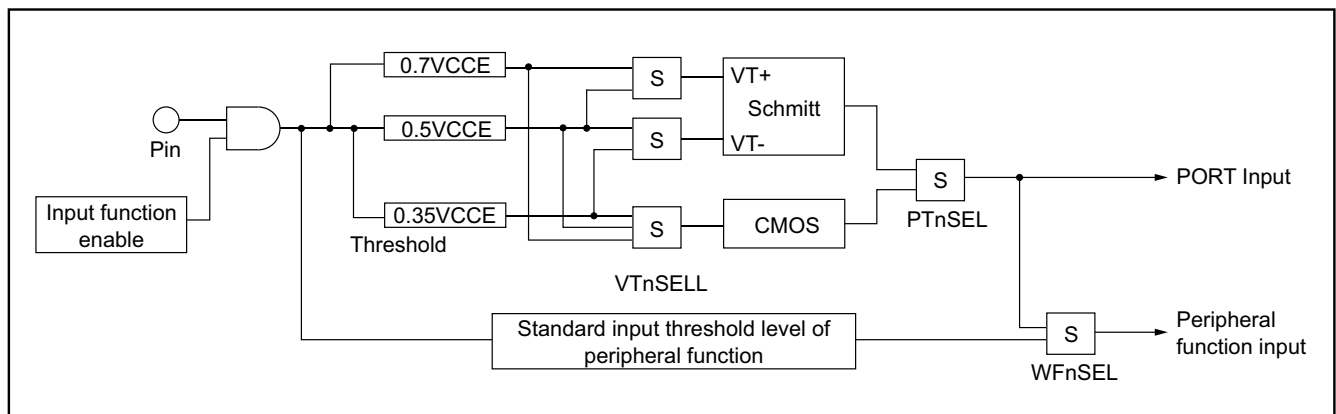 0.7VCCE
S
VT+
Schmitt
VT-
Pin
0.5VCCE
S
S
PTnSEL
PORT Input
Input function
enable
0.35VCCE
Threshold
S
CMOS
VTnSELL
Standard input threshold level of
peripheral function
S
WFnSEL
Peripheral
function input